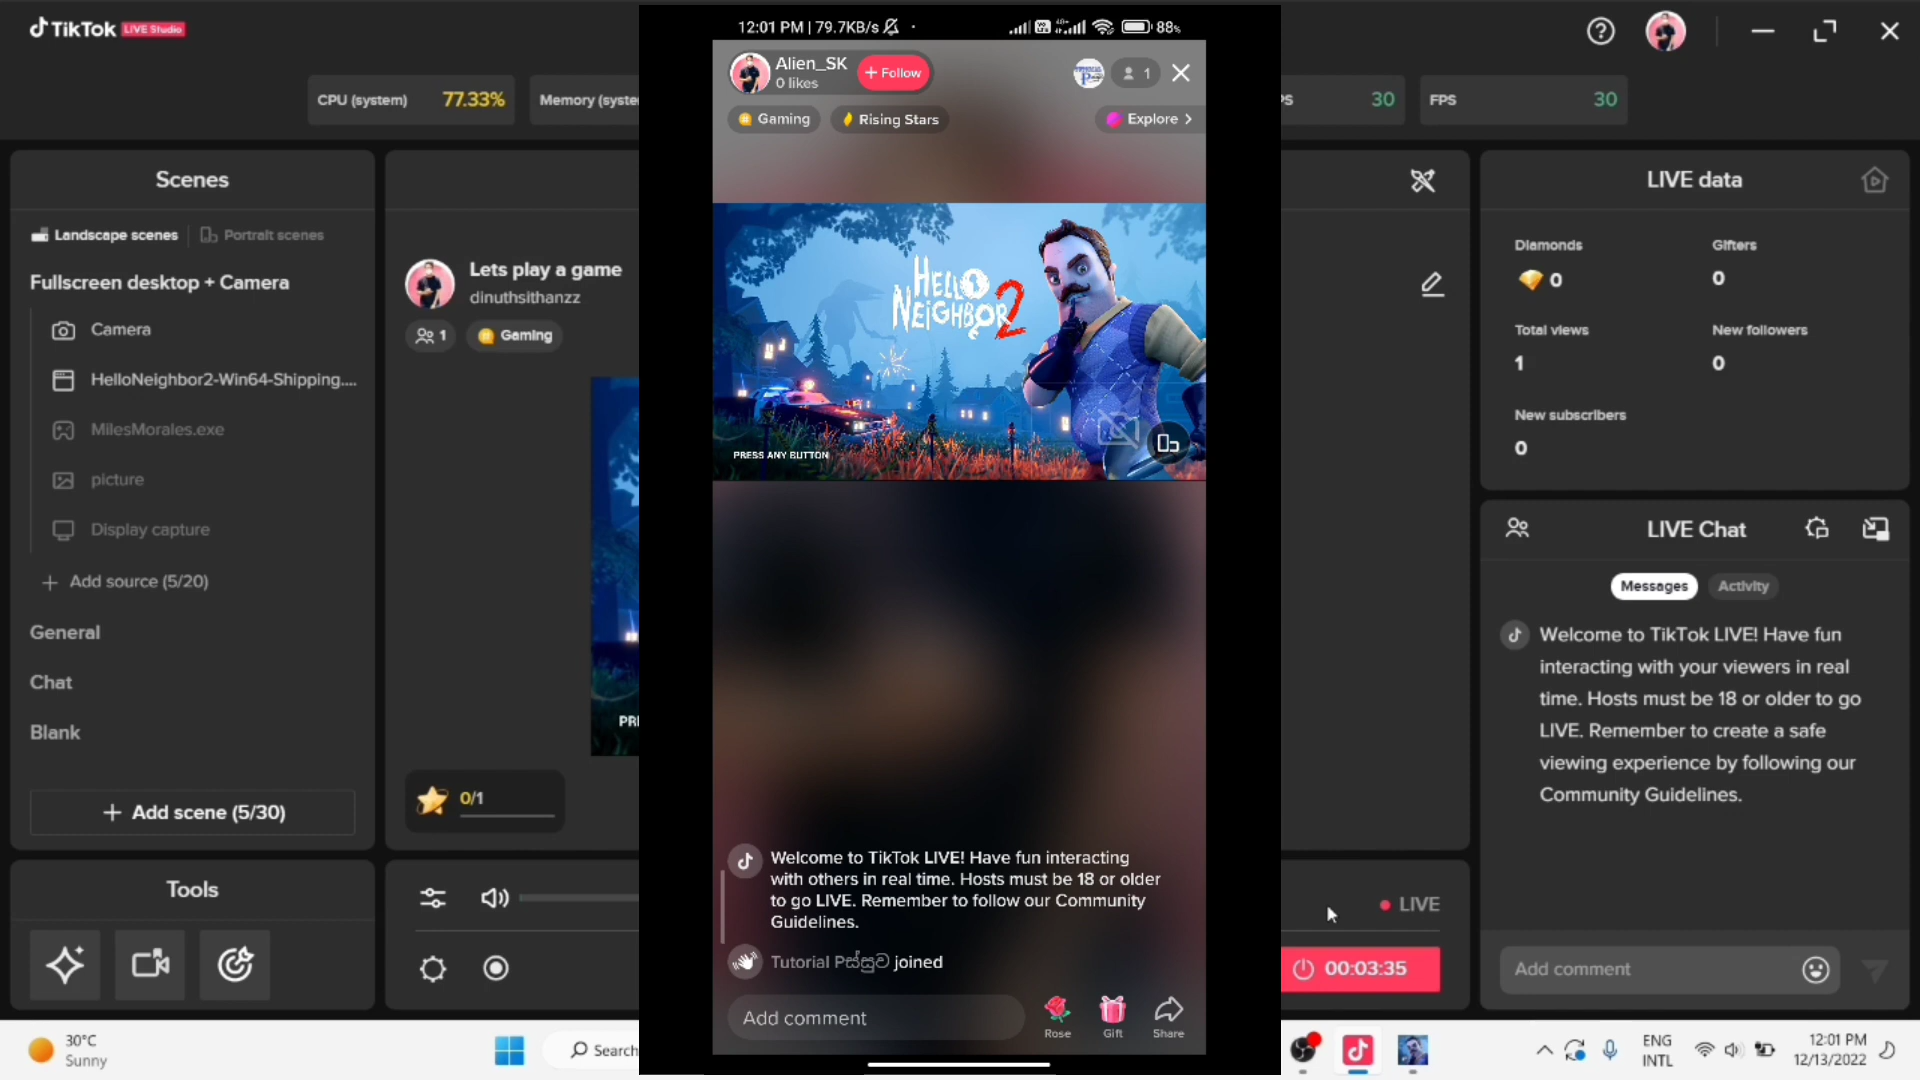 TikTok LIVE Studio
CPU (system) 77.33%
Memory (syste
30
FPS 30
Scenes
Landscape scenes
Portrait scenes
Fullscreen desktop + Camera
Camera
HelloNeighbor2-Win64-Shipping....
MilesMorales.exe
picture
Display capture
Add source (5/20)
General
Chat
Blank
Add scene (5/30)
Tools
Lets play a game
dinuthsithanzz
1
Gaming
0/1
12:01 PM | 79.7KB/s
88%
Alien_SK
0 likes
+ Follow
1
Gaming
Rising Stars
Explore >
HELLO
NEIGHBOR 2
PRESS ANY BUTTON
Welcome to TikTok LIVE! Have fun interacting
with others in real time. Hosts must be 18 or older
to go LIVE. Remember to follow our Community
Guidelines.
Tutorial Pස්සුව joined
Add comment
Rose
Gift
Share
LIVE
00:03:35
LIVE data
Diamonds
0
Gifters
0
Total views
1
New followers
0
New subscribers
0
LIVE Chat
Messages
Activity
Welcome to TikTok LIVE! Have fun
interacting with your viewers in real
time. Hosts must be 18 or older to go
LIVE. Remember to create a safe
viewing experience by following our
Community Guidelines.
Add comment
30°C
Sunny
Search
ENG
INTL
12:01 PM
12/13/2022